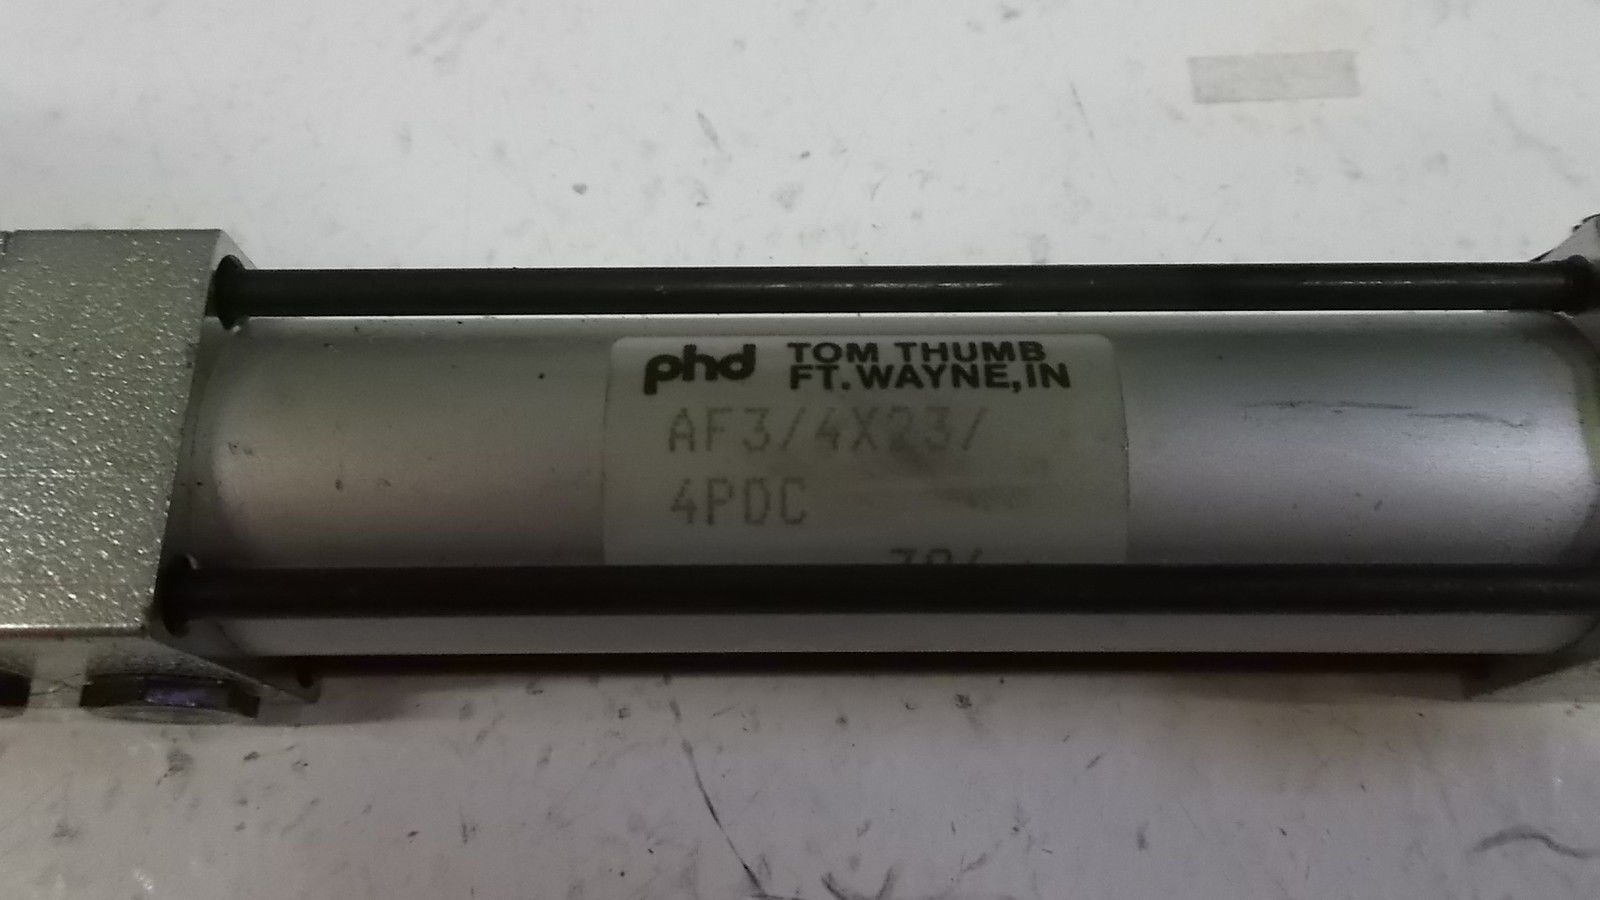 phd TOM THUMB
FT. WAYNE, IN
AF3/4X23/
4PDC